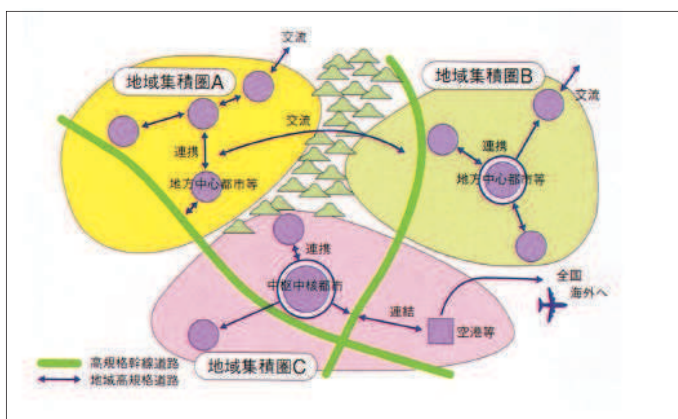 交流
地域集積圏A
地域集積圏B
交流
交流
連携
連携
地方中心都市等
地方中心都市等
連携
全国
中枢中核都市
海外へ
連結
空港等
地域集積圏C
高規格幹線道路
地域高規格道路